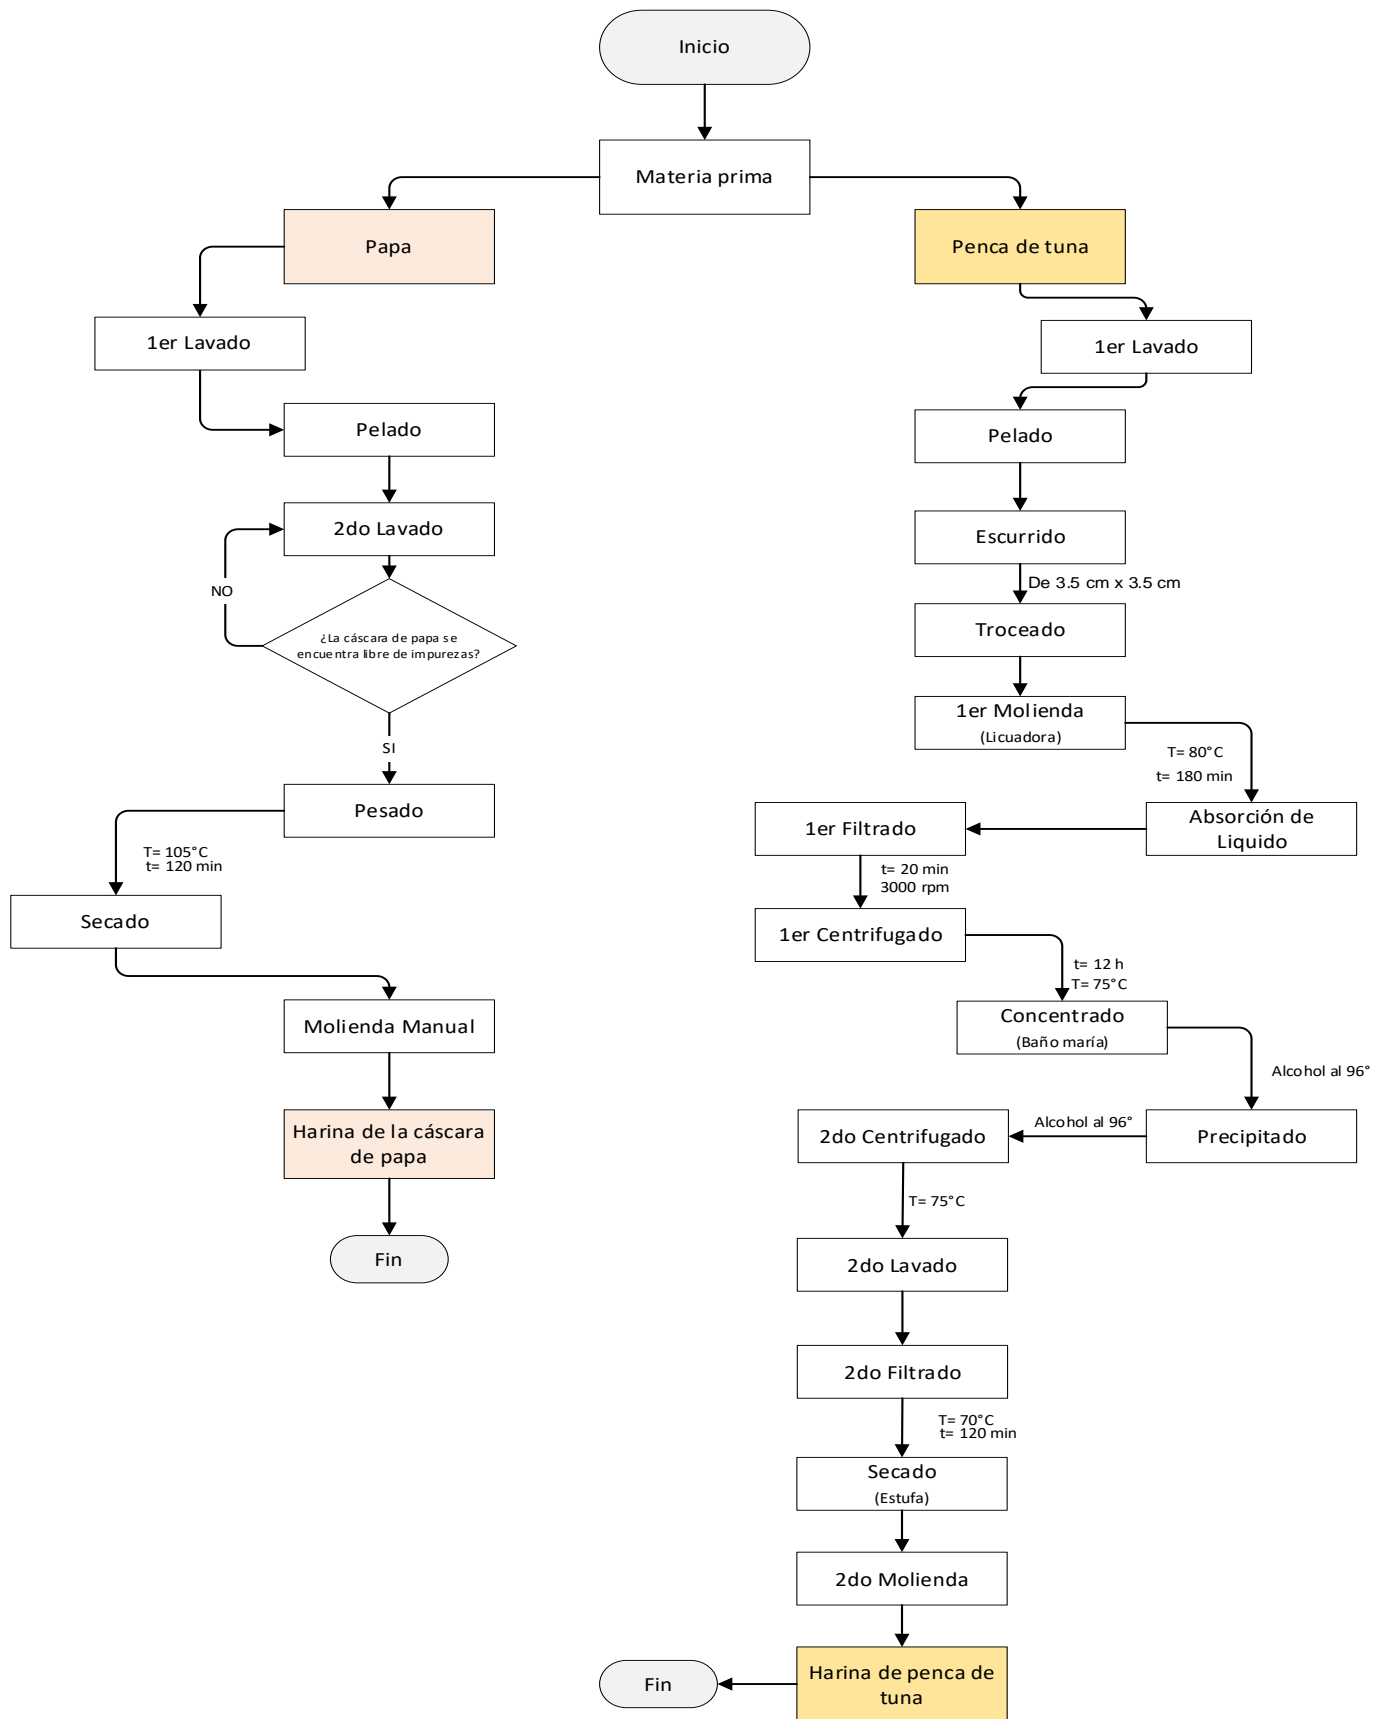 Inicio
Materia prima
Papa
1er Lavado
Pelado
2do Lavado
NO
¿La cáscara de papa se
encuentra libre de impurezas?
SI
Pesado
T= 105°C
t= 120 min
Secado
Molienda Manual
Harina de la cáscara
de papa
Fin
Penca de tuna
1er Lavado
Pelado
Escurrido
De 3.5 cm x 3.5 cm
Troceado
1er Molienda
(Licuadora)
T= 80°C
t= 180 min
Absorción de
Liquido
1er Filtrado
t= 20 min
3000 rpm
1er Centrifugado
t= 12 h
T= 75°C
Concentrado
(Baño maría)
Alcohol al 96°
Precipitado
Alcohol al 96°
2do Centrifugado
T= 75°C
2do Lavado
2do Filtrado
T= 70°C
t= 120 min
Secado
(Estufa)
2do Molienda
Harina de penca de
tuna
Fin